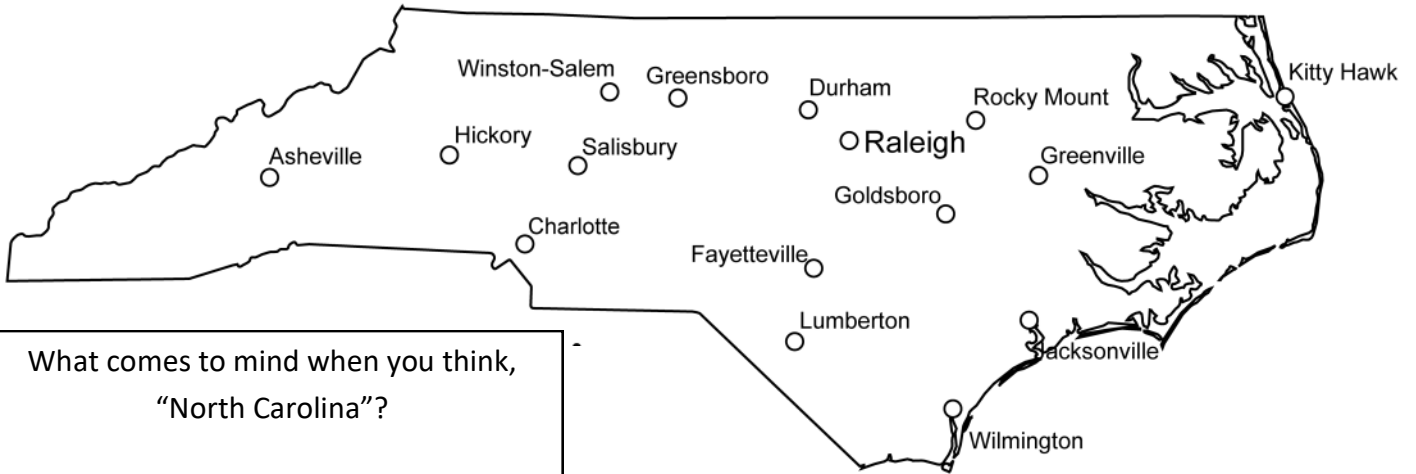 Winston-Salem
Greensboro
Durham
Rocky Mount
Kitty Hawk
Asheville
Hickory
Salisbury
Raleigh
Greenville
Goldsboro
Charlotte
Fayetteville
Lumberton
Jacksonville
Wilmington
What comes to mind when you think,
“North Carolina”?